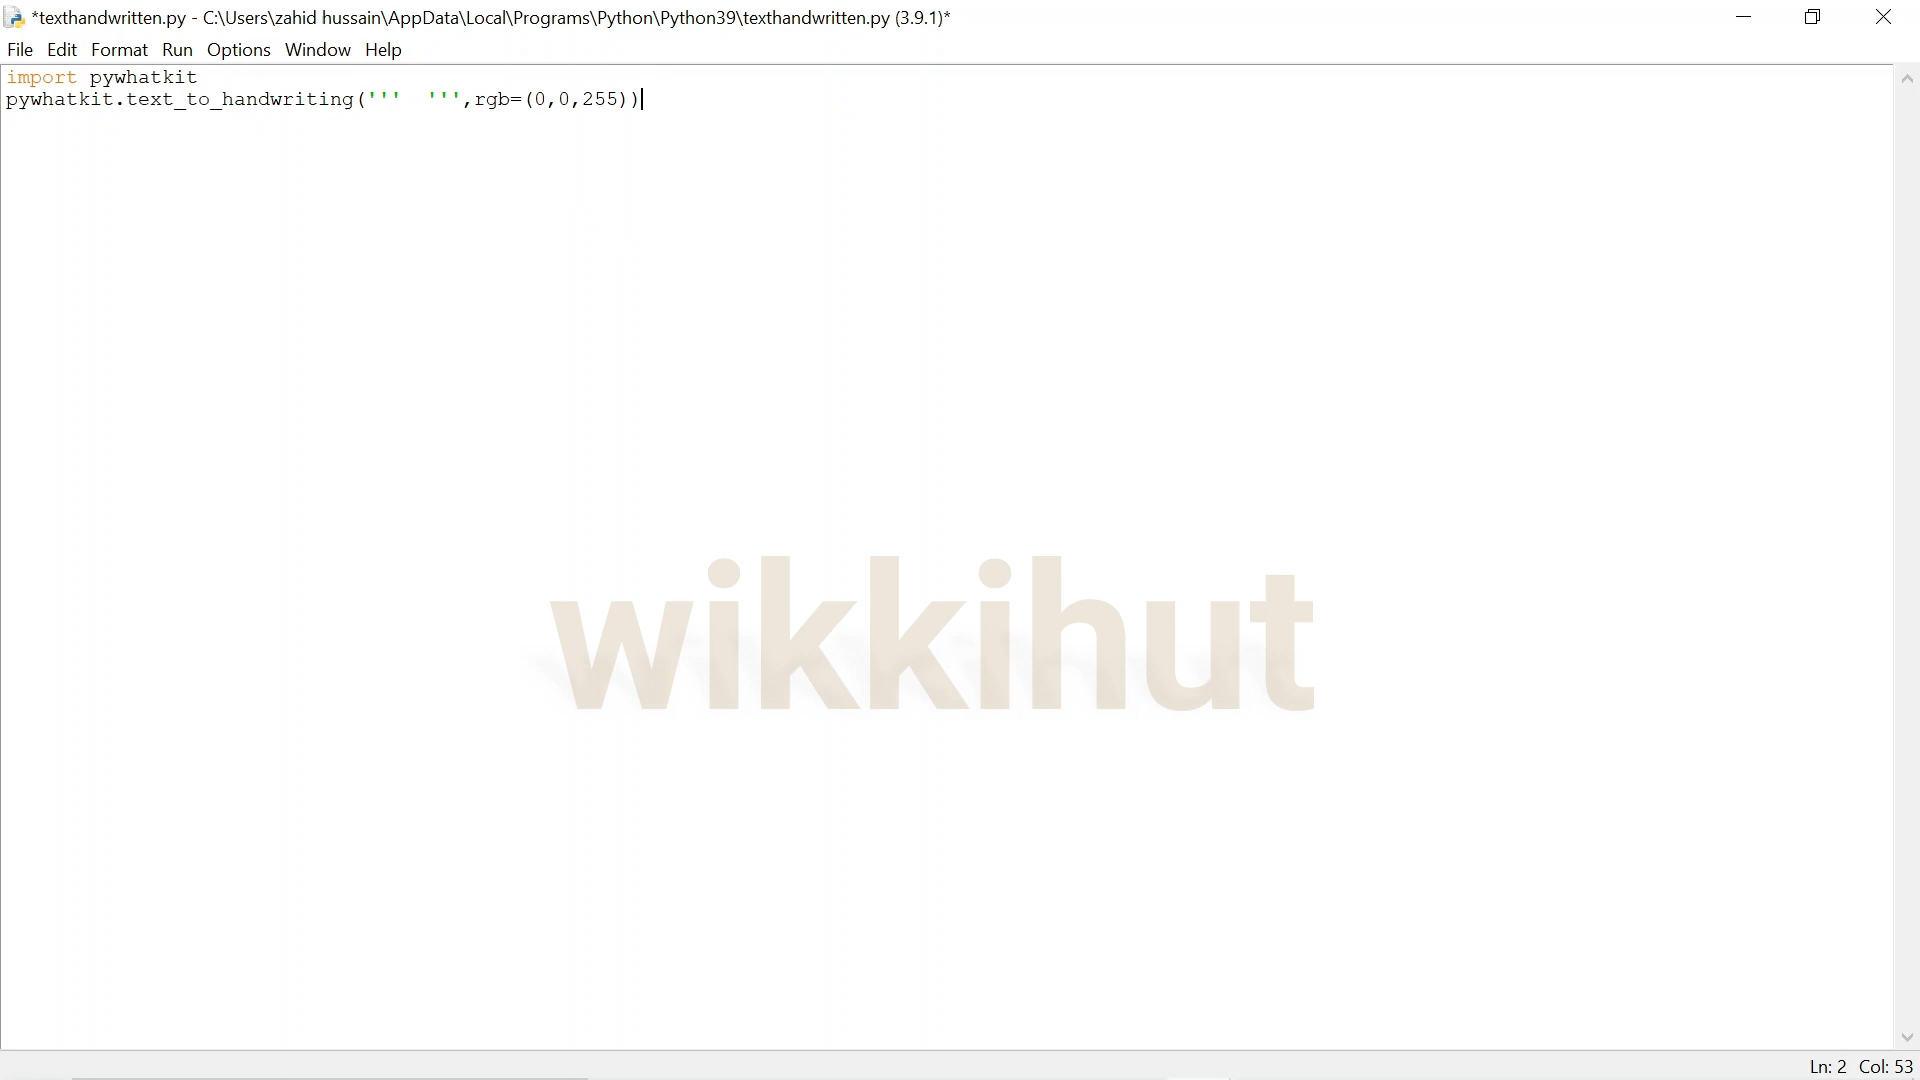 *texthandwritten.py - C:\Users\zahid hussain\AppData\Local\Programs\Python\Python39\texthandwritten.py (3.9.1)*
File Edit Format Run Options Window Help
import pywhatkit
pywhatkit.text_to_handwriting('''  ''',rgb=(0,0,255))
wikkihut
Ln: 2 Col: 53